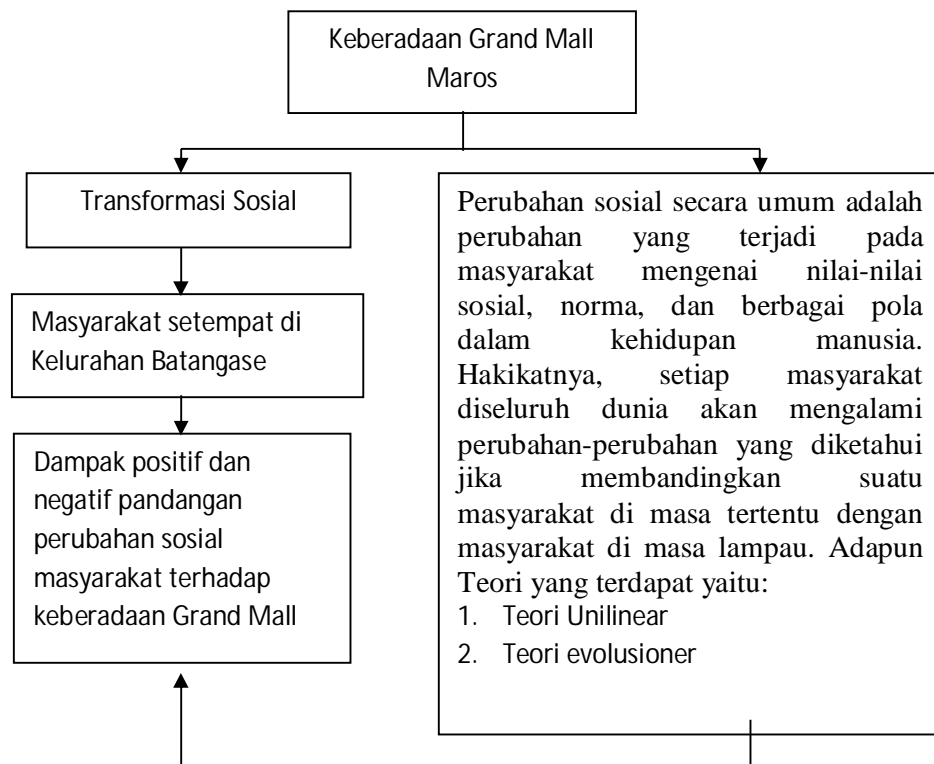 Keberadaan Grand Mall
Maros
Transformasi Sosial
Masyarakat setempat di
Kelurahan Batangase
Dampak positif dan
negatif pandangan
perubahan sosial
masyarakat terhadap
keberadaan Grand Mall
Perubahan sosial secara umum adalah
perubahan yang terjadi pada
masyarakat mengenai nilai-nilai
sosial, norma, dan berbagai pola
dalam kehidupan manusia.
Hakikatnya, setiap masyarakat
diseluruh dunia akan mengalami
perubahan-perubahan yang diketahui
jika membandingkan suatu
masyarakat di masa tertentu dengan
masyarakat di masa lampau. Adapun
Teori yang terdapat yaitu:
1. Teori Unilinear
2. Teori evolusioner